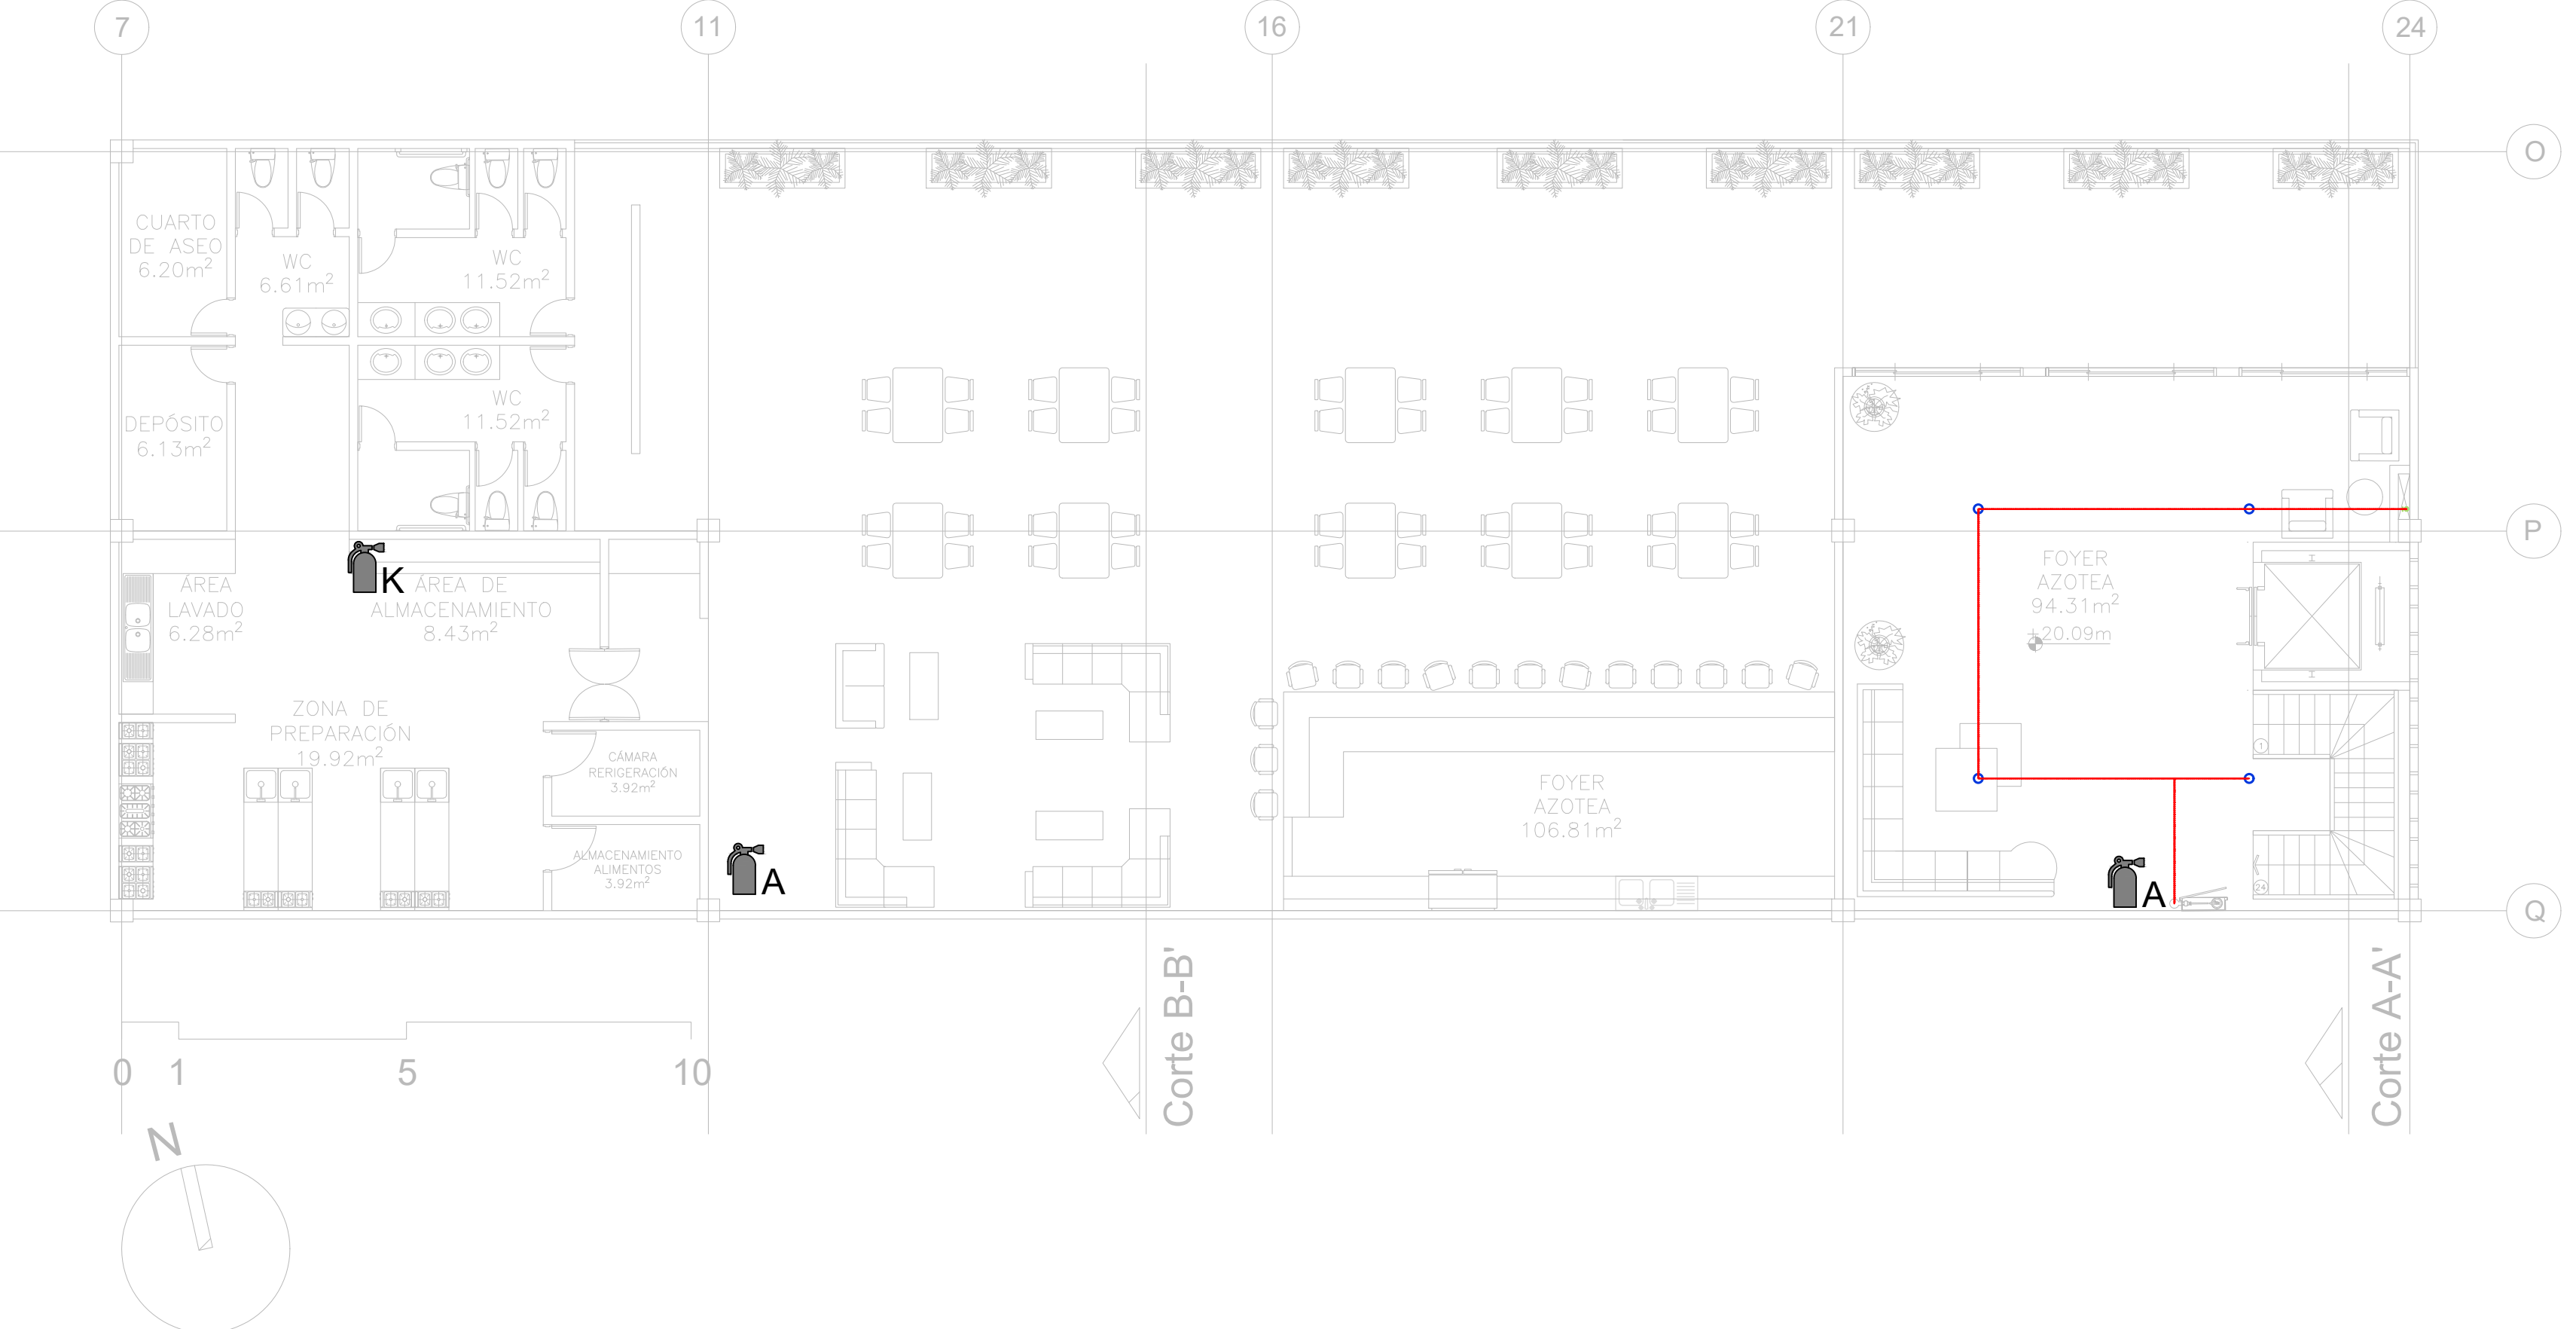 7
11
16
21
24
O
CUARTO
DE ASEO
6.20m²
WC
6.61m²
WC
11.52m²
DEPÓSITO
6.13m²
WC
11.52m²
P
K
ÁREA
LAVADO
6.28m²
ÁREA DE
ALMACENAMIENTO
8.43m²
FOYER
AZOTEA
94.31m²
+20.09m
ZONA DE
PREPARACIÓN
19.92m²
CÁMARA
RERIGERACIÓN
3.92m²
1
FOYER
AZOTEA
106.81m²
ALMACENAMIENTO
ALIMENTOS
3.92m²
A
A
24
Q
Corte B-B'
Corte A-A'
0 1 5 10
N